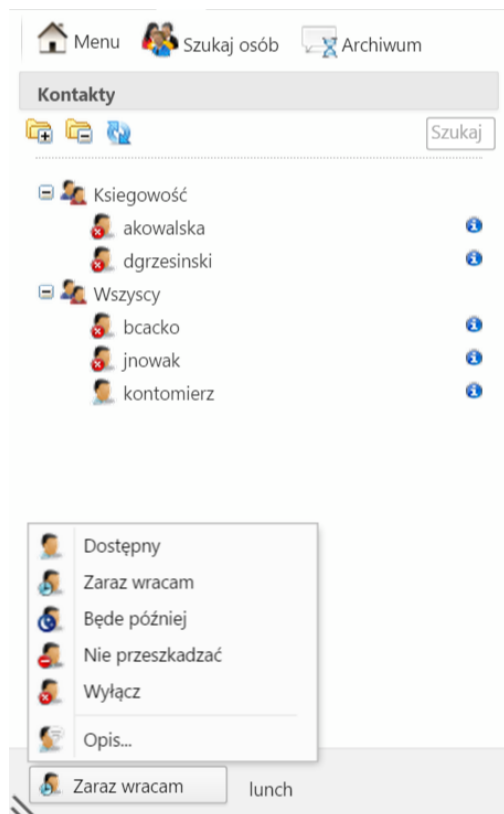 Menu Szukaj osób Archiwum
Kontakty
Szukaj
Ksiegowość
akowalska
dgrzesinski
Wszyscy
bcacko
jnowak
kontomierz
Dostępny
Zaraz wracam
Będe później
Nie przeszkadzać
Wyłącz
Opis...
Zaraz wracam lunch